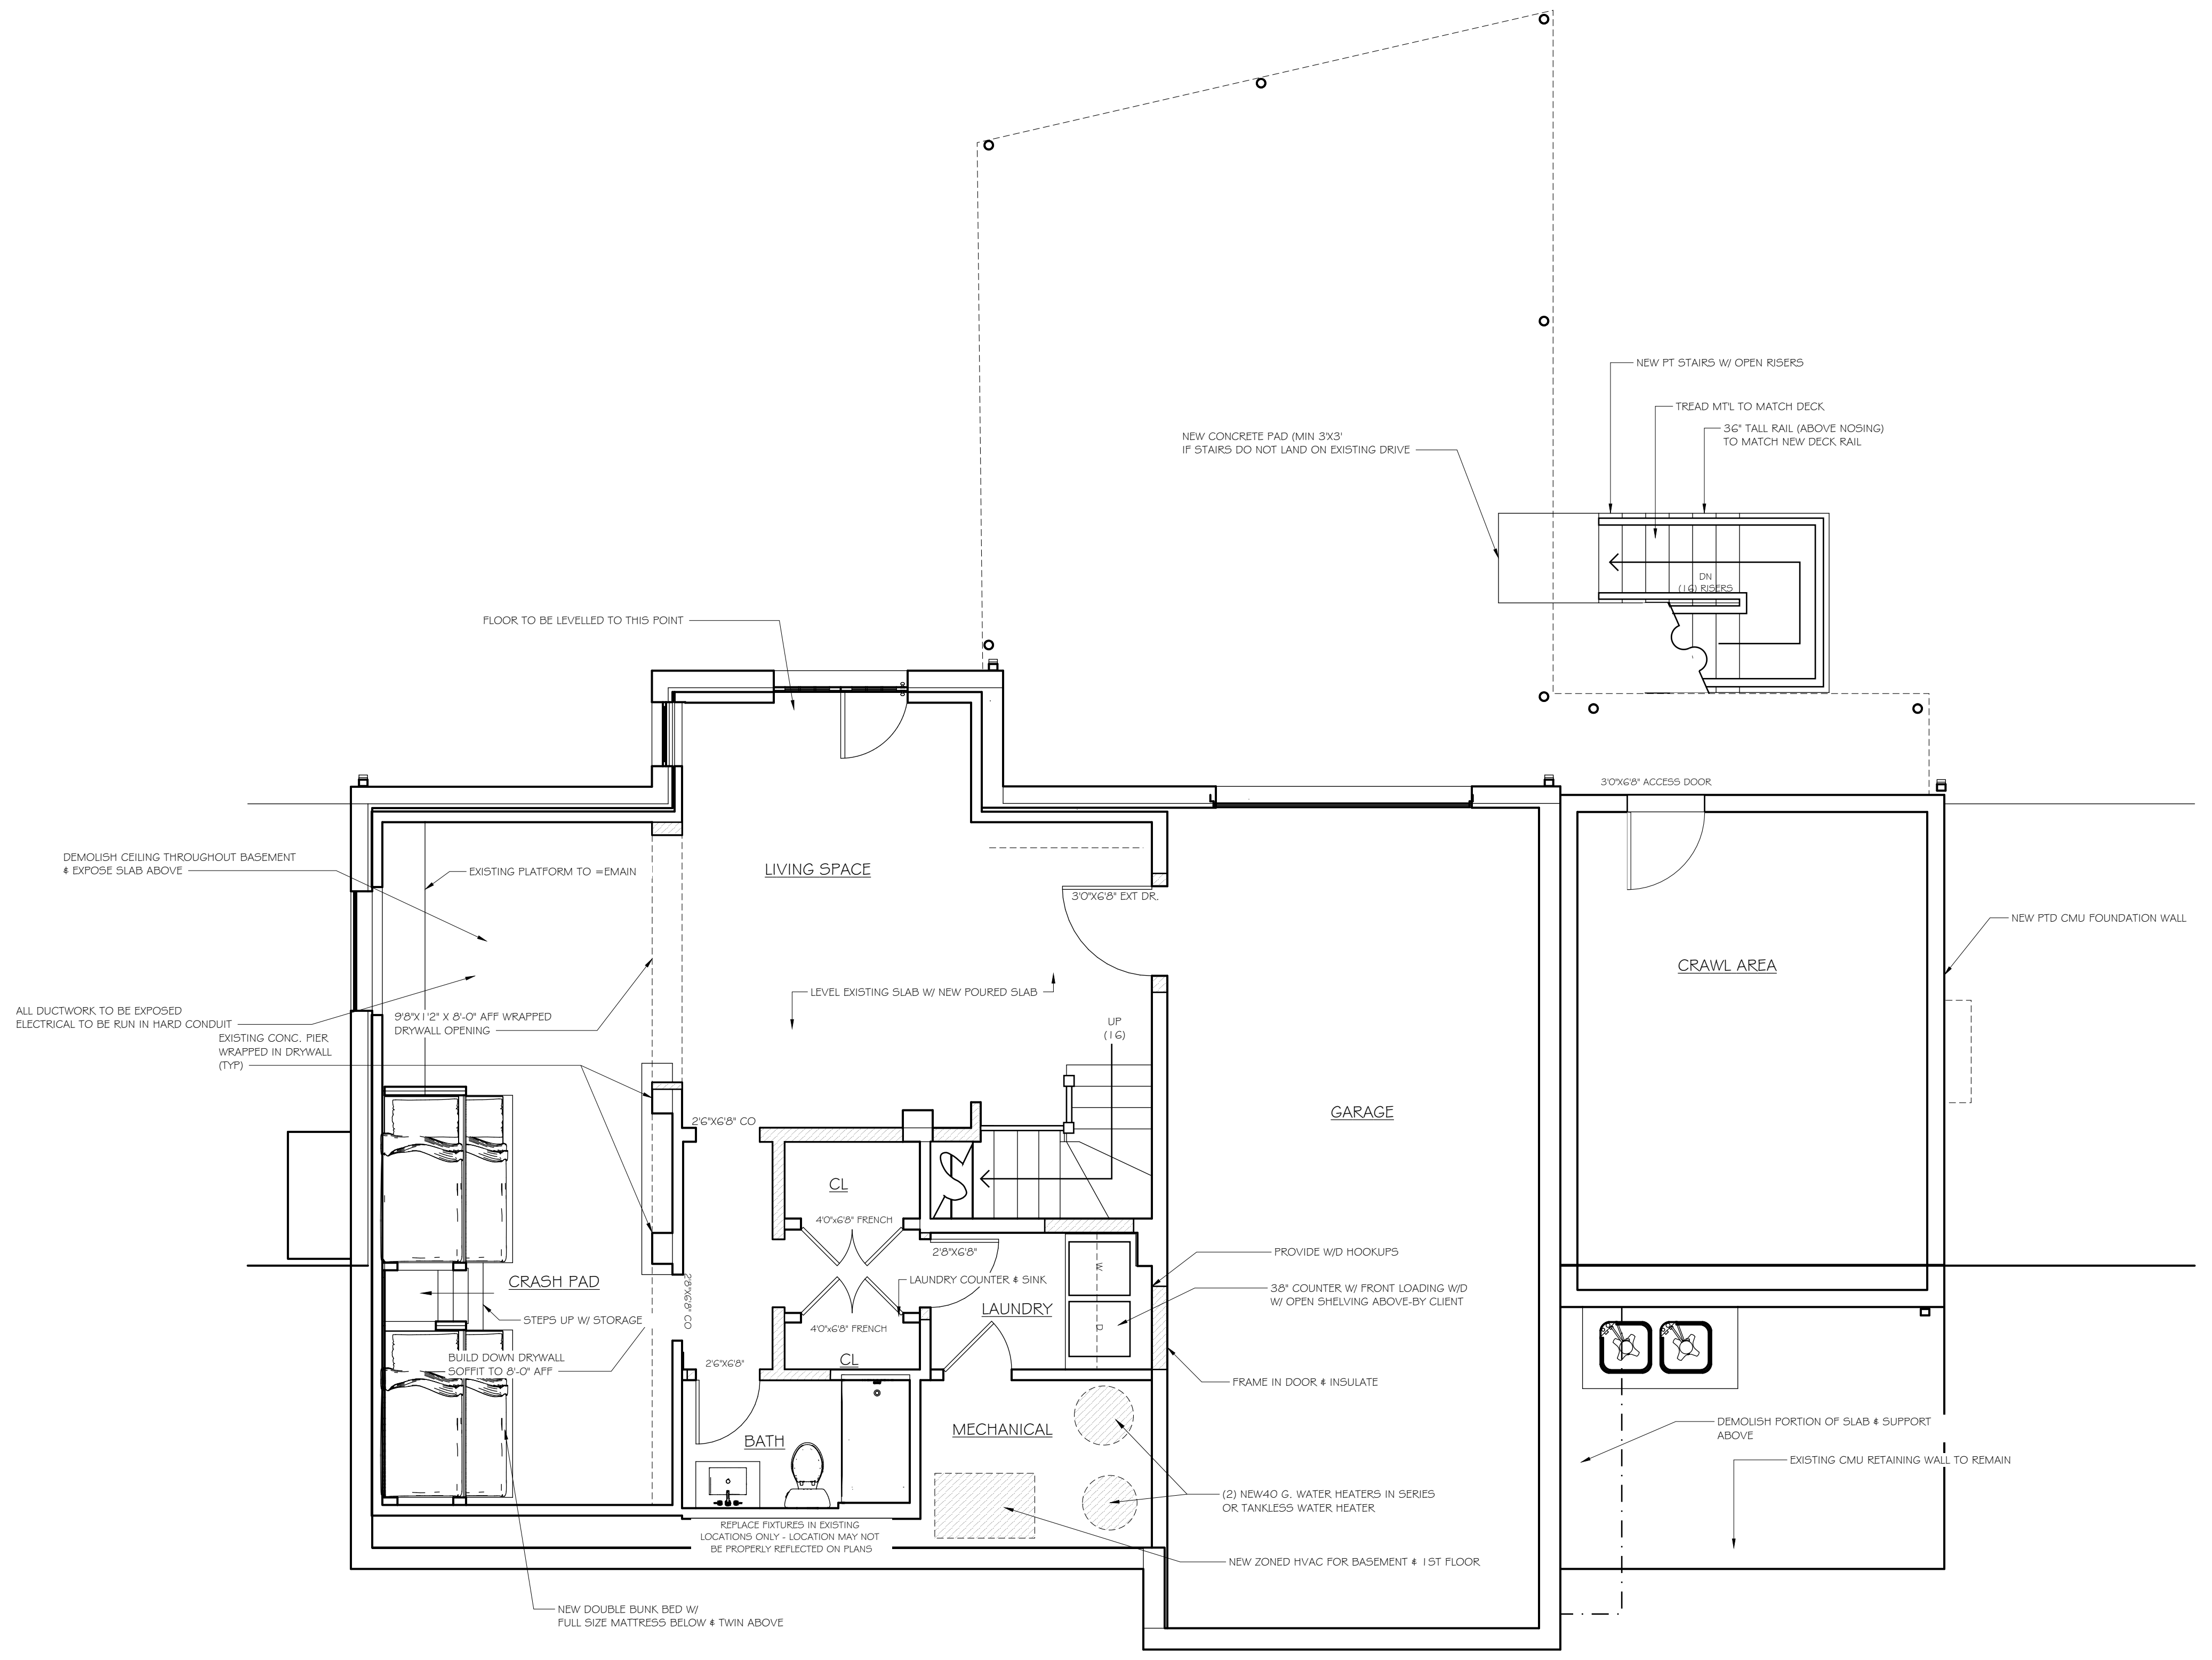 NEW PT STAIRS W/ OPEN RISERS
TREAD MT'L TO MATCH DECK
36" TALL RAIL (ABOVE NOSING)
TO MATCH NEW DECK RAIL
NEW CONCRETE PAD (MIN 3'X3'
IF STAIRS DO NOT LAND ON EXISTING DRIVE
DN
(16) RISERS
FLOOR TO BE LEVELLED TO THIS POINT
3'0"X6'8" ACCESS DOOR
DEMOLISH CEILING THROUGHOUT BASEMENT
& EXPOSE SLAB ABOVE
EXISTING PLATFORM TO =EMAIN
LIVING SPACE
3'0"X6'8" EXT DR.
NEW PTD CMU FOUNDATION WALL
CRAWL AREA
LEVEL EXISTING SLAB W/ NEW POURED SLAB
ALL DUCTWORK TO BE EXPOSED
ELECTRICAL TO BE RUN IN HARD CONDUIT
9'8"X1'2" X 8'-0" AFF WRAPPED
DRYWALL OPENING
EXISTING CONC. PIER
WRAPPED IN DRYWALL
(TYP)
UP
(16)
GARAGE
2'6"X6'8" CO
CL
4'0"x6'8" FRENCH
2'8"X6'8"
PROVIDE W/D HOOKUPS
W
CRASH PAD
2'8"X6'8" CO
LAUNDRY COUNTER & SINK
38" COUNTER W/ FRONT LOADING W/D
W/ OPEN SHELVING ABOVE-BY CLIENT
LAUNDRY
D
STEPS UP W/ STORAGE
4'0"x6'8" FRENCH
BUILD DOWN DRYWALL
SOFFIT TO 8'-0" AFF
CL
2'6"X6'8"
FRAME IN DOOR & INSULATE
DEMOLISH PORTION OF SLAB & SUPPORT
ABOVE
MECHANICAL
BATH
EXISTING CMU RETAINING WALL TO REMAIN
(2) NEW40 G. WATER HEATERS IN SERIES
OR TANKLESS WATER HEATER
REPLACE FIXTURES IN EXISTING
LOCATIONS ONLY - LOCATION MAY NOT
BE PROPERLY REFLECTED ON PLANS
NEW ZONED HVAC FOR BASEMENT & 1ST FLOOR
NEW DOUBLE BUNK BED W/
FULL SIZE MATTRESS BELOW & TWIN ABOVE